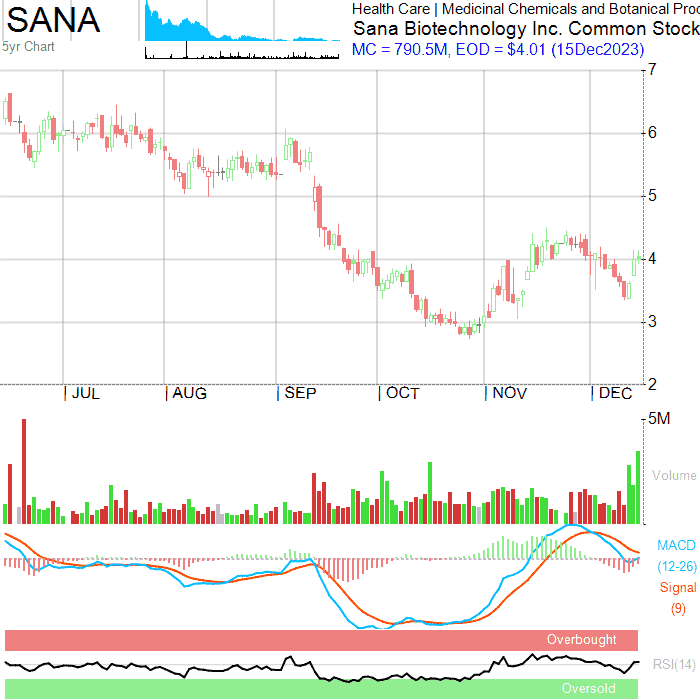 SANA
5yr Chart
Health Care | Medicinal Chemicals and Botanical Proc
Sana Biotechnology Inc. Common Stock
MC = 790.5M, EOD = $4.01 (15Dec2023)
7
6
5
4
3
2
JUL AUG SEP OCT NOV DEC
5M
Volume
MACD
(12-26)
Signal
(9)
Overbought
RSI(14)
Oversold